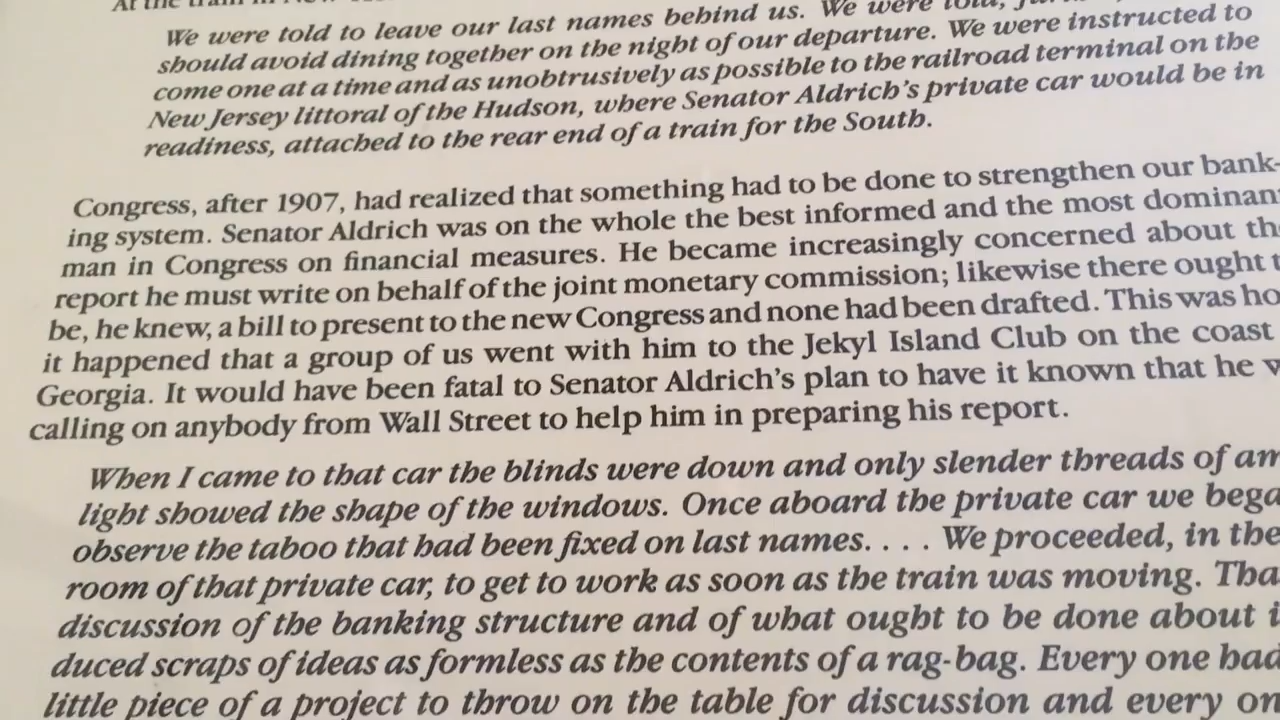 At the train in New
We were told to leave our last names behind us. We were told,
should avoid dining together on the night of our departure. We were instructed to
come one at a time and as unobtrusively as possible to the railroad terminal on the
New Jersey littoral of the Hudson, where Senator Aldrich's private car would be in
readiness, attached to the rear end of a train for the South.
Congress, after 1907, had realized that something had to be done to strengthen our bank-
ing system. Senator Aldrich was on the whole the best informed and the most dominan
man in Congress on financial measures. He became increasingly concerned about th
report he must write on behalf of the joint monetary commission; likewise there ought t
be, he knew, a bill to present to the new Congress and none had been drafted. This was ho
it happened that a group of us went with him to the Jekyl Island Club on the coast
Georgia. It would have been fatal to Senator Aldrich's plan to have it known that he w
calling on anybody from Wall Street to help him in preparing his report.
When I came to that car the blinds were down and only slender threads of am
light showed the shape of the windows. Once aboard the private car we bega
observe the taboo that had been fixed on last names. . . . We proceeded, in the
room of that private car, to get to work as soon as the train was moving. Tha
discussion of the banking structure and of what ought to be done about i
duced scraps of ideas as formless as the contents of a rag-bag. Every one had
little piece of a project to throw on the table for discussion and every on